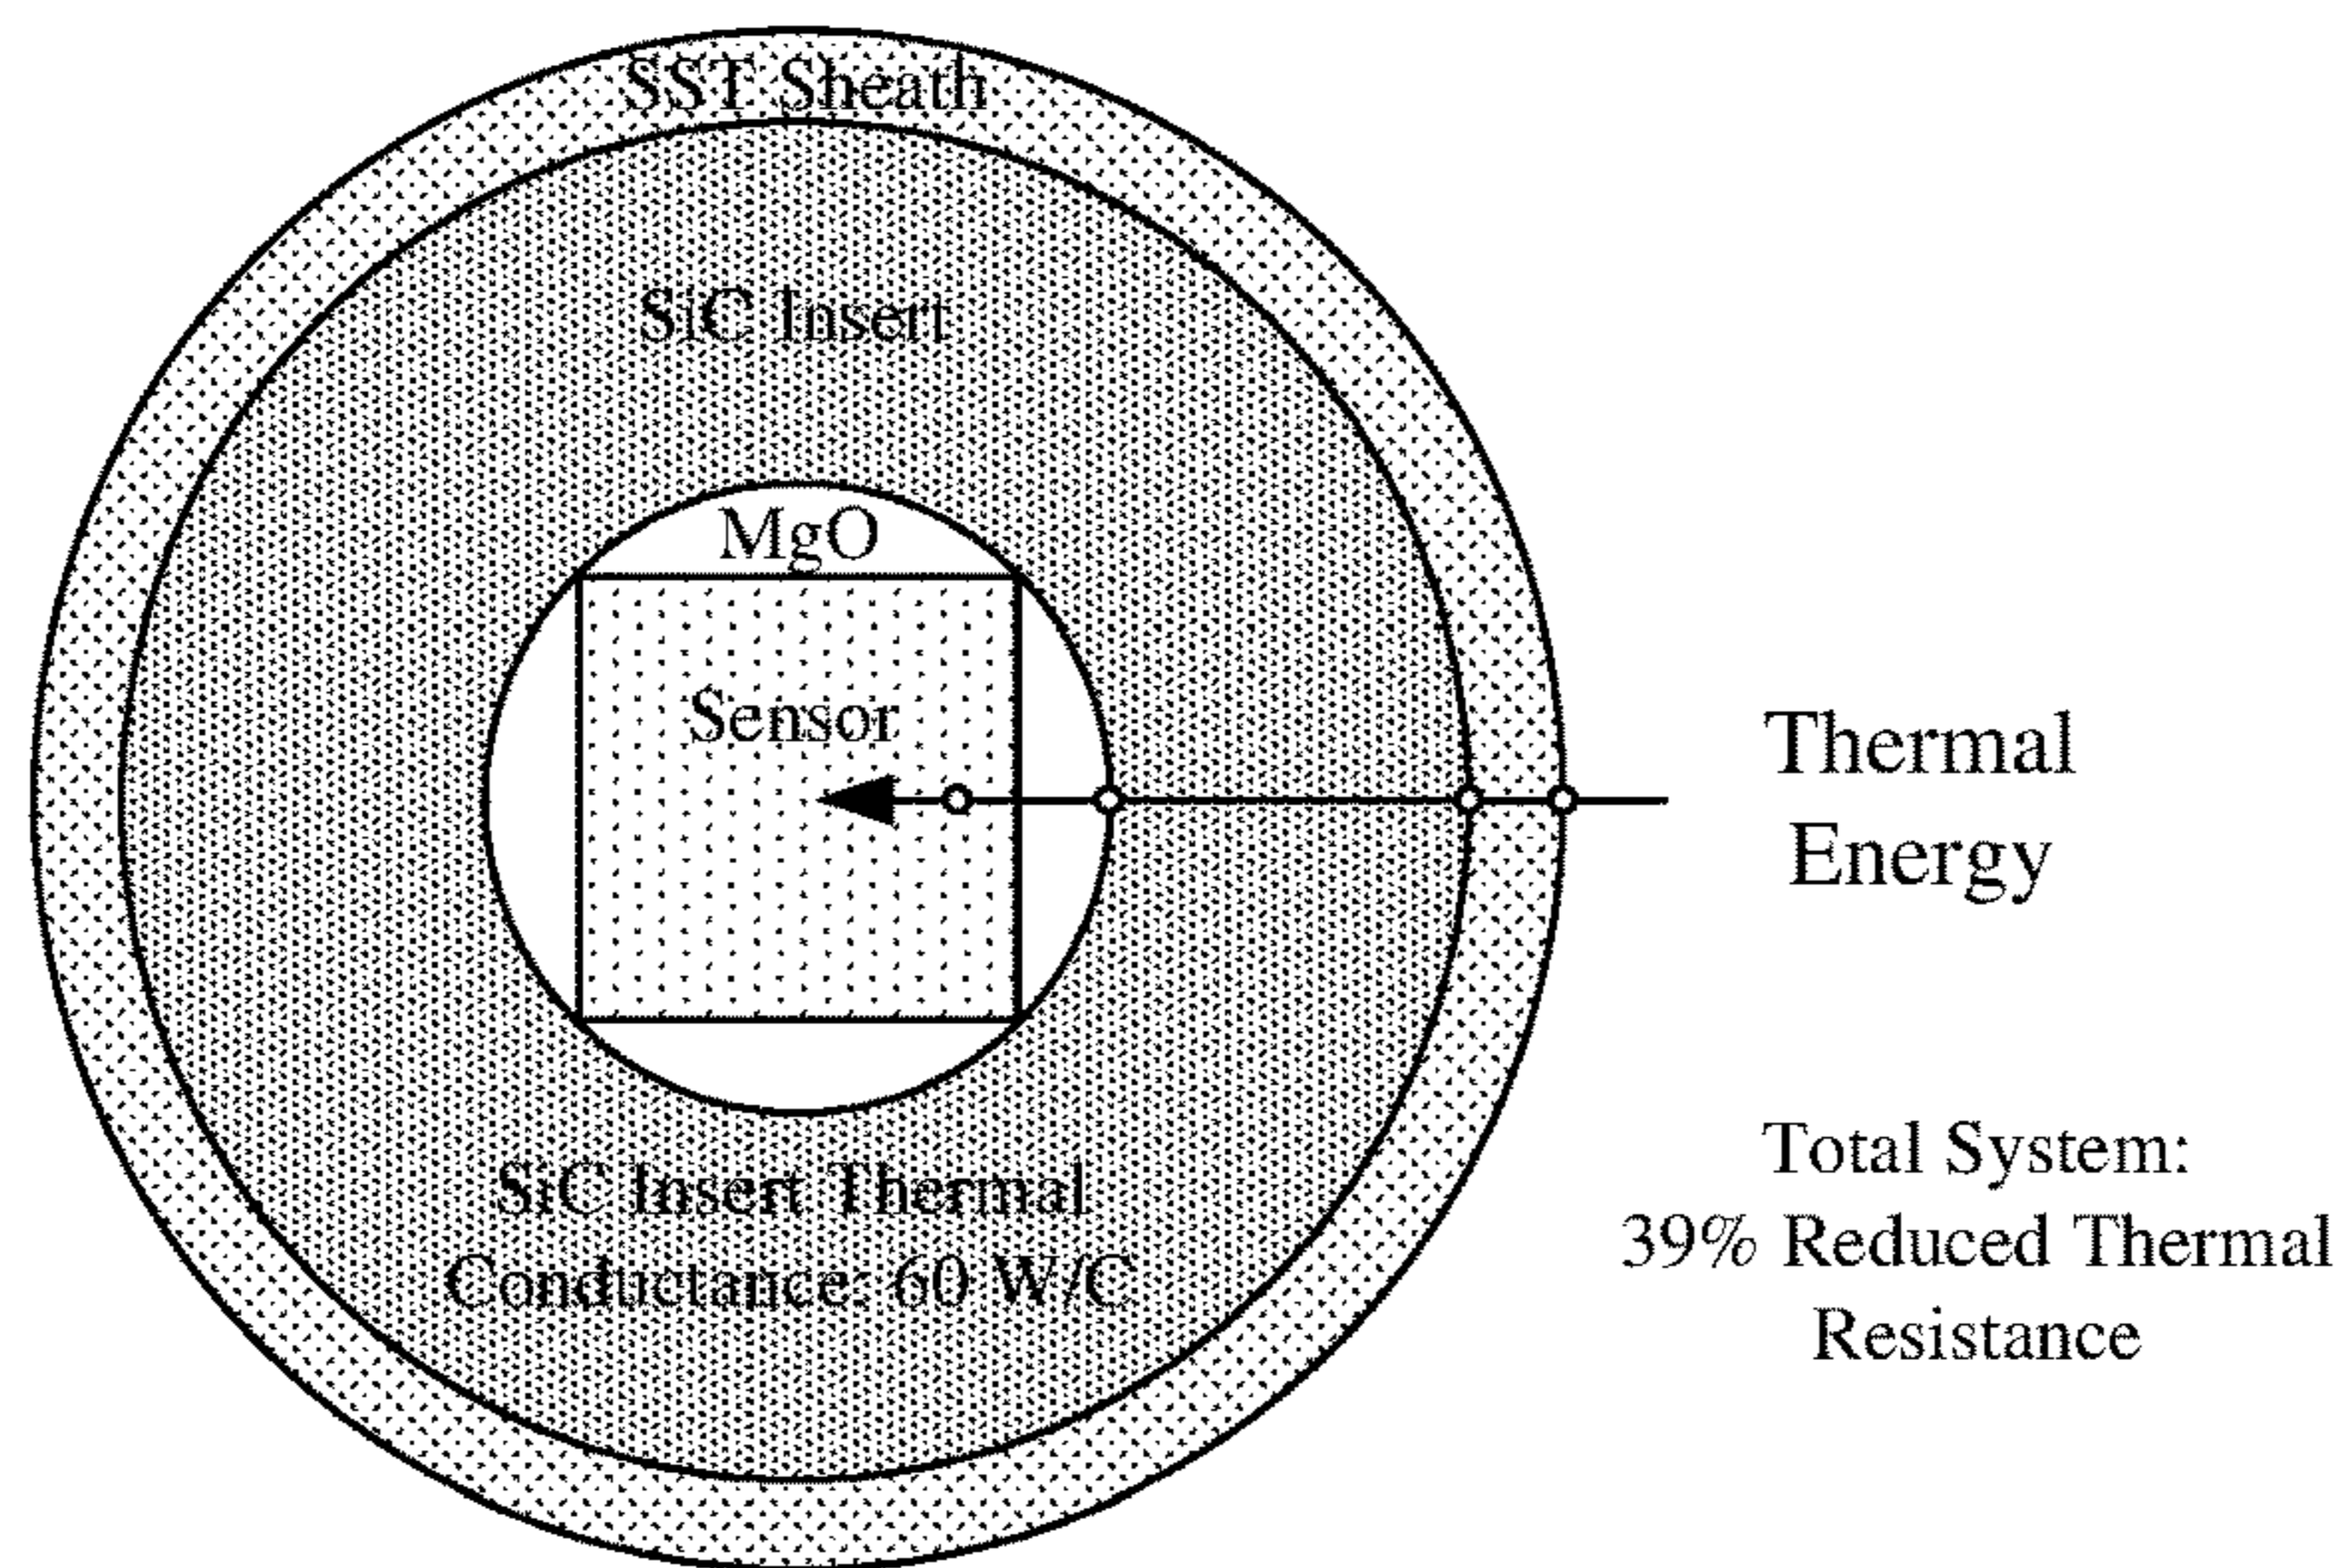 SST Sheath
SiC Insert
MgO
Sensor
Thermal
Energy
SiC Insert Thermal
Conductance: 60 W/C
Total System:
39% Reduced Thermal
Resistance